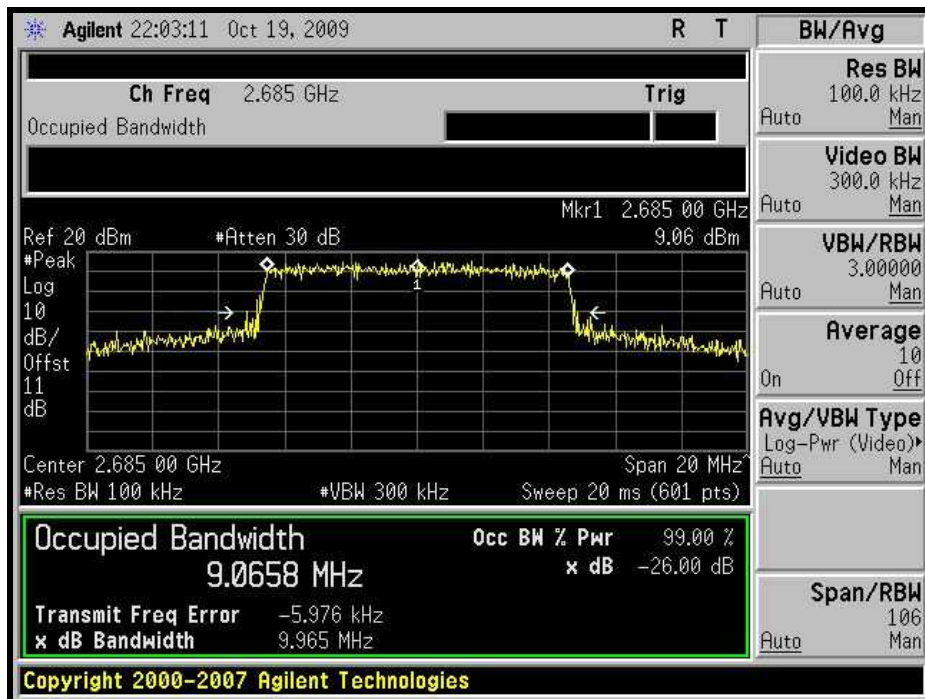 Agilent 22:03:11 Oct 19, 2009 R T
BW/Avg
Ch Freq 2.685 GHz Trig
Occupied Bandwidth
Res BW
100.0 kHz
Auto Man
Video BW
300.0 kHz
Auto Man
VBW/RBW
3.00000
Auto Man
Average
10
On Off
Avg/VBW Type
Log-Pwr (Video)
Auto Man
Span/RBW
106
Auto Man
Mkr1 2.685 00 GHz
Ref 20 dBm #Atten 30 dB 9.06 dBm
#Peak
Log
10
dB/
Offst
11
dB
1
Center 2.685 00 GHz Span 20 MHz^
#Res BW 100 kHz #VBW 300 kHz Sweep 20 ms (601 pts)
Occupied Bandwidth
9.0658 MHz
Occ BW % Pwr 99.00 %
x dB -26.00 dB
Transmit Freq Error -5.976 kHz
x dB Bandwidth 9.965 MHz
Copyright 2000-2007 Agilent Technologies